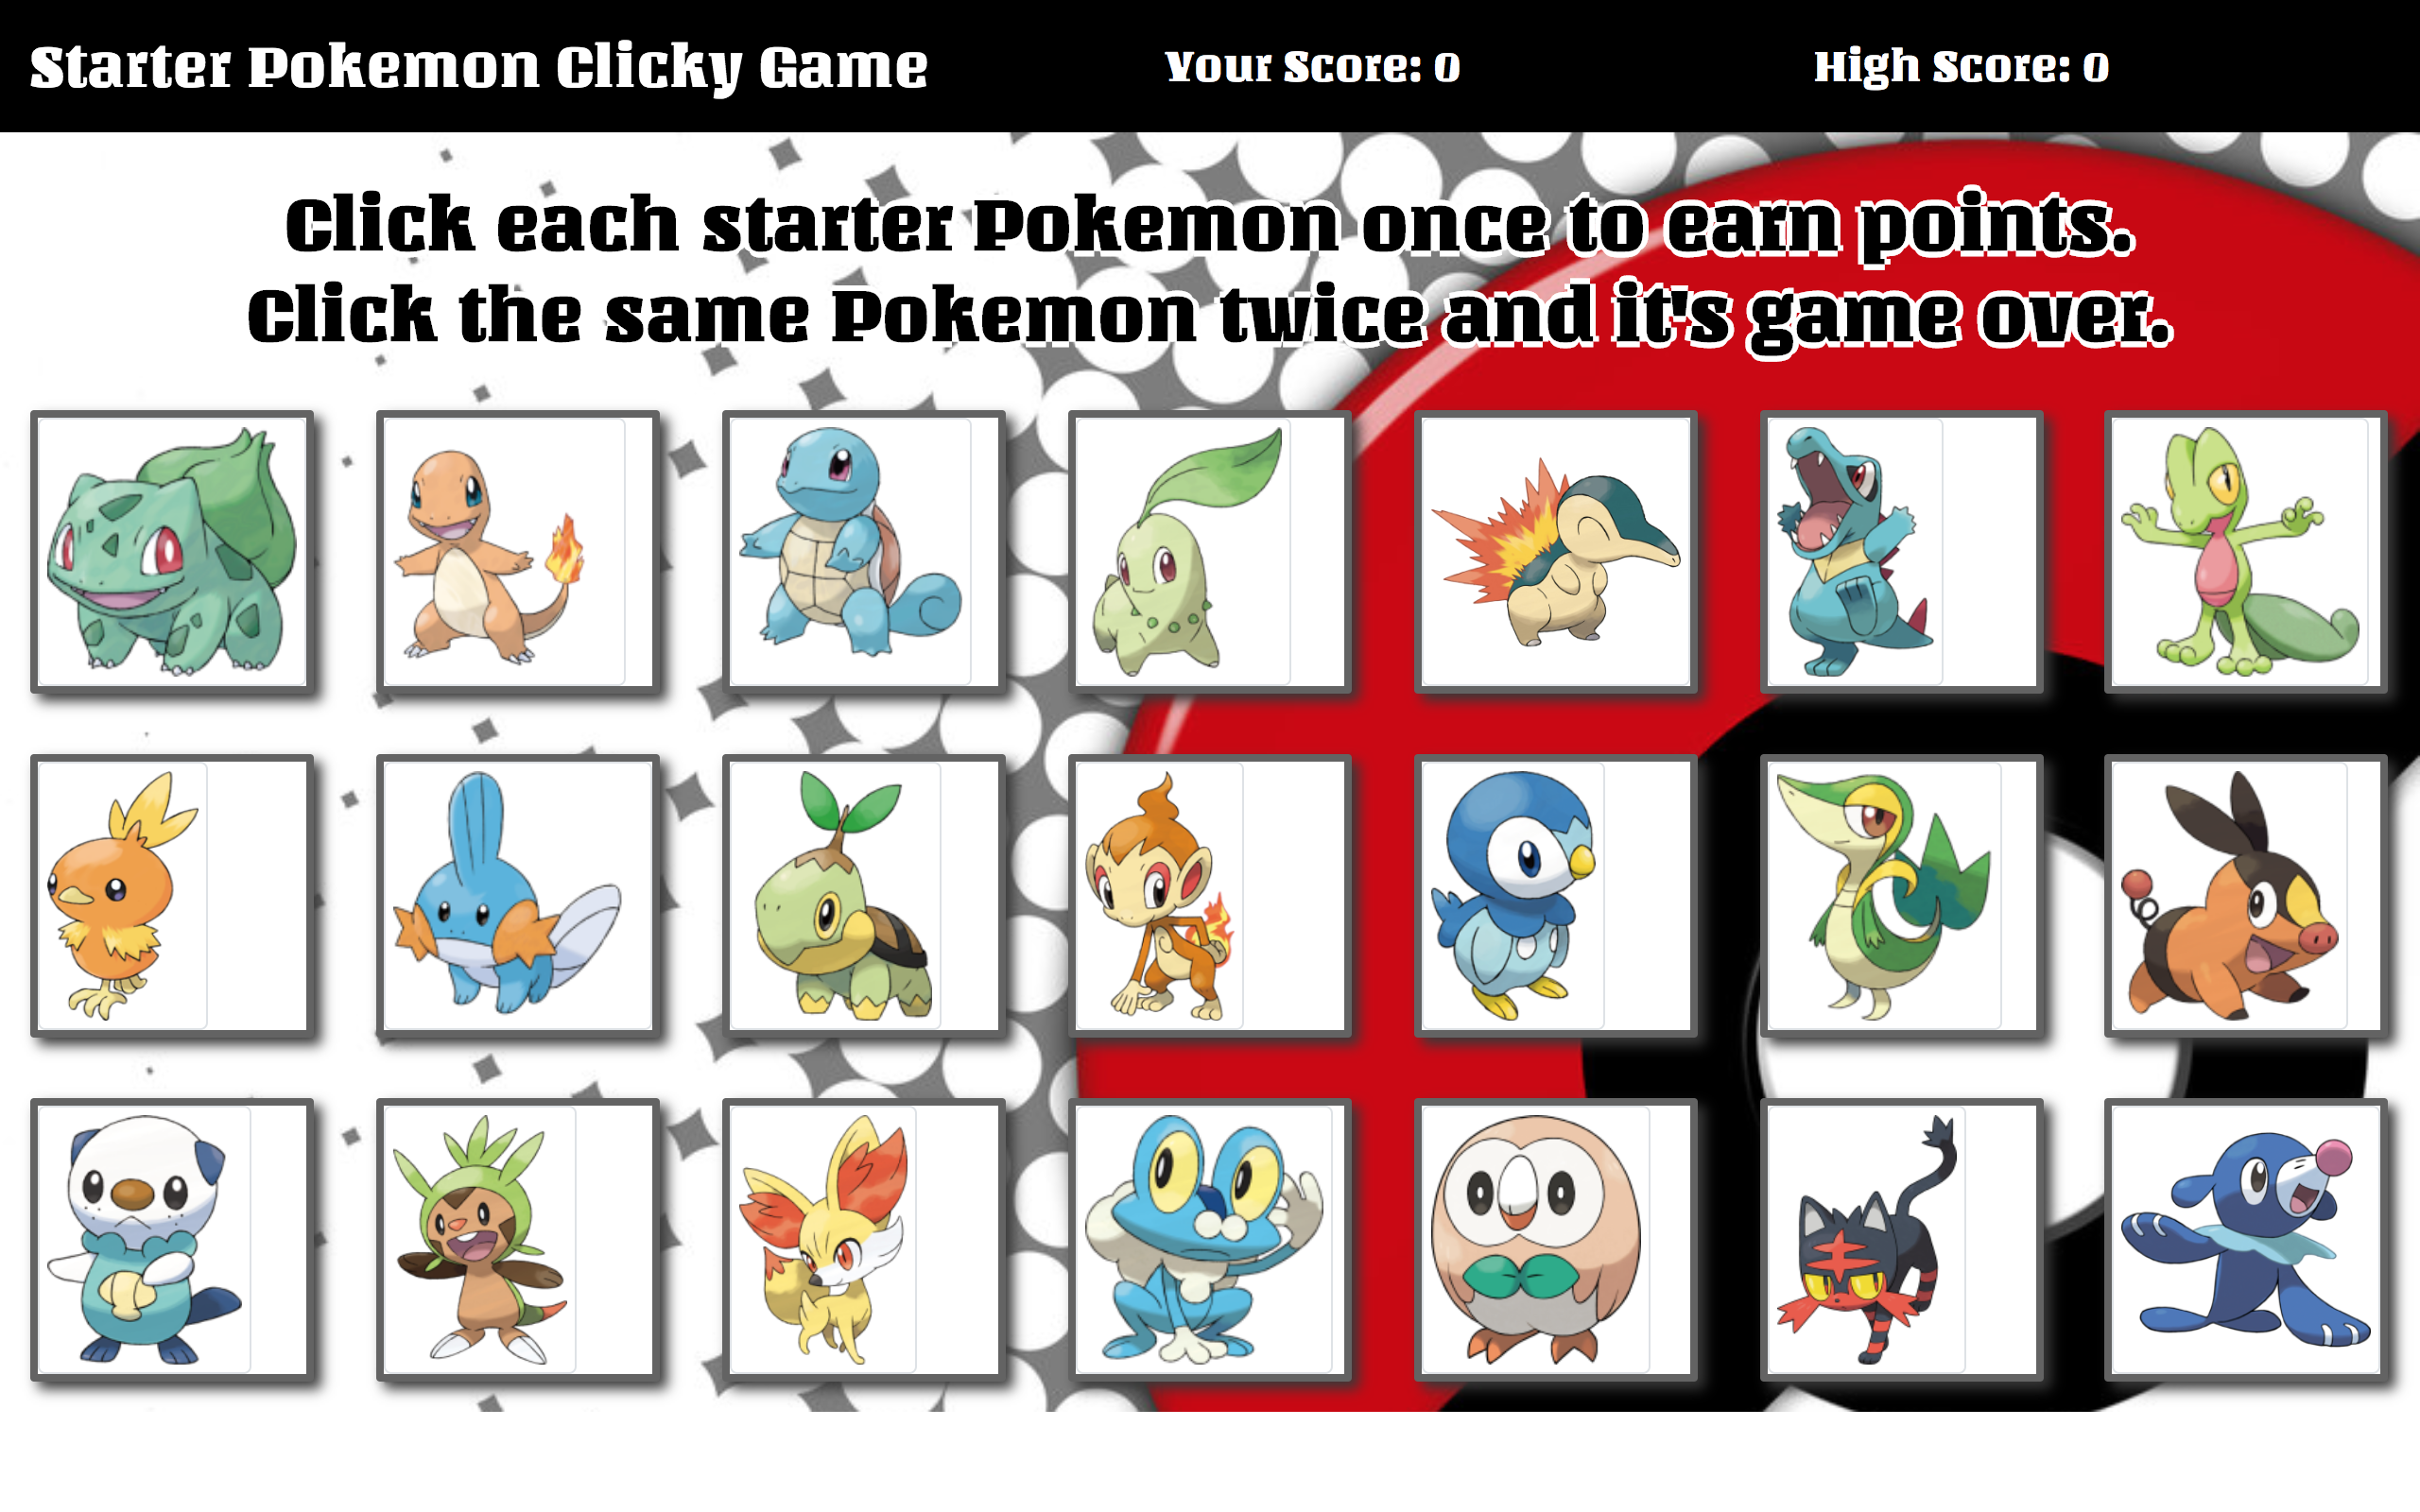 Starter Pokemon Clicky Game
Your Score: 0
High Score: 0
Click each starter Pokemon once to earn points.
Click the same Pokemon twice and it's game over.